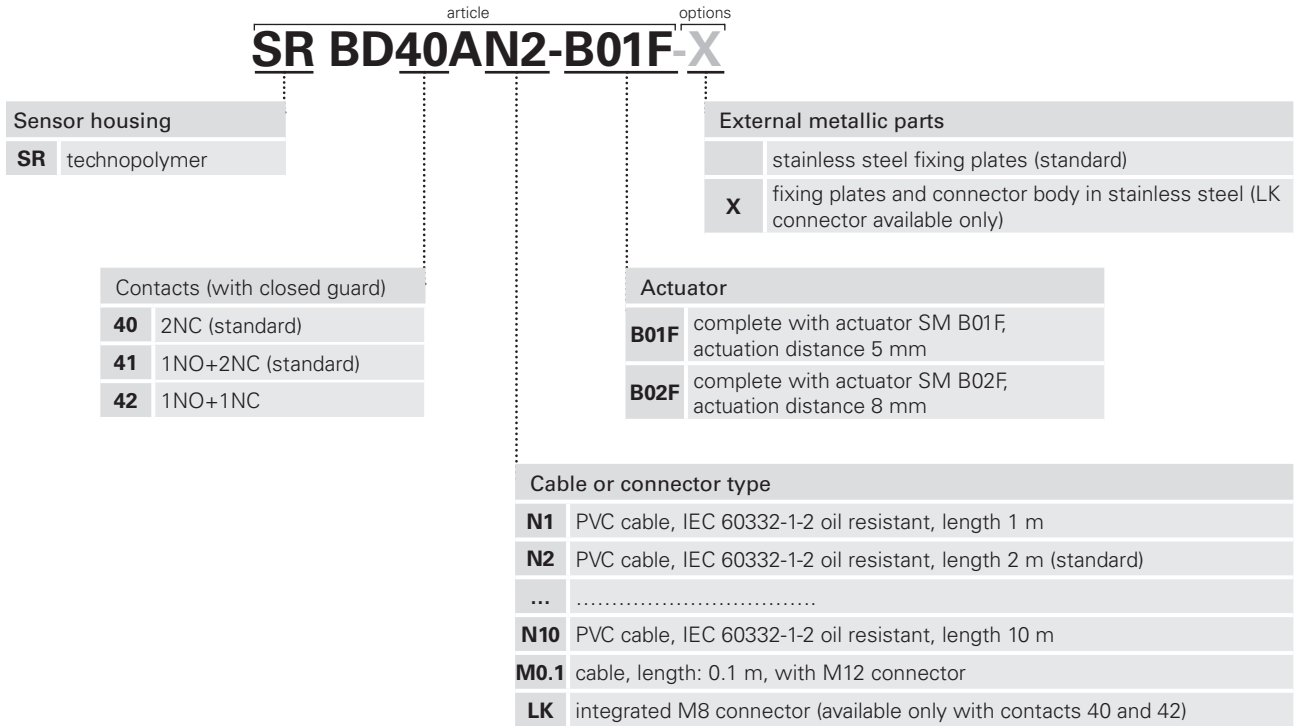 article options
SR BD40AN2-B01F-X
Sensor housing
SR technopolymer
External metallic parts
stainless steel fixing plates (standard)
X fixing plates and connector body in stainless steel (LK
connector available only)
Contacts (with closed guard)
40 2NC (standard)
41 1NO+2NC (standard)
42 1NO+1NC
Actuator
B01F complete with actuator SM B01F,
actuation distance 5 mm
B02F complete with actuator SM B02F,
actuation distance 8 mm
Cable or connector type
N1 PVC cable, IEC 60332-1-2 oil resistant, length 1 m
N2 PVC cable, IEC 60332-1-2 oil resistant, length 2 m (standard)
... ..................................
N10 PVC cable, IEC 60332-1-2 oil resistant, length 10 m
M0.1 cable, length: 0.1 m, with M12 connector
LK integrated M8 connector (available only with contacts 40 and 42)